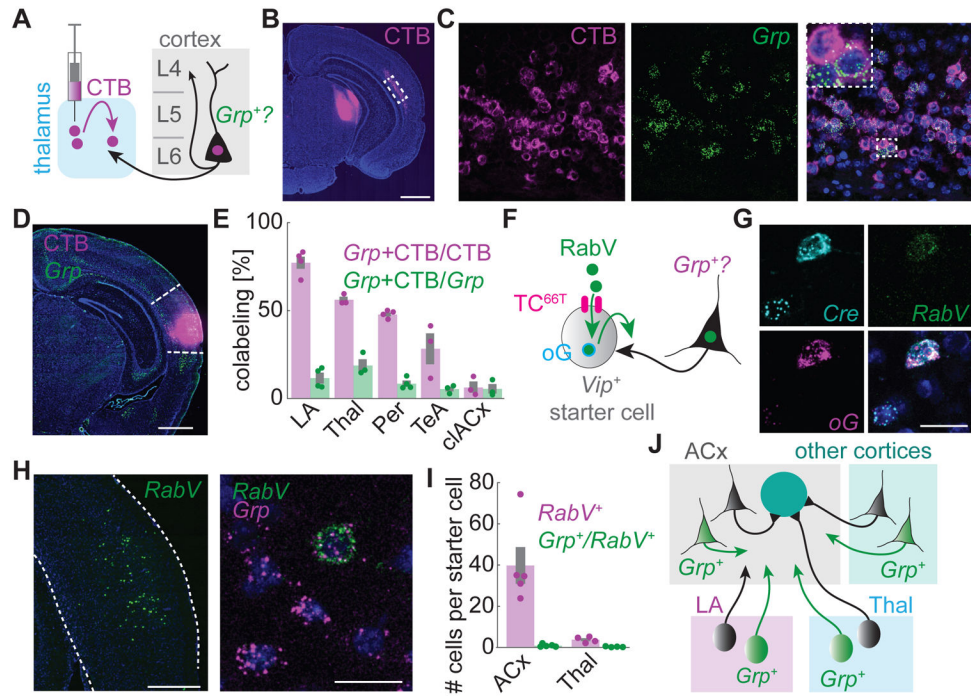 A
cortex
L4
CTB
Grp⁺?
L5
L6
thalamus
B
CTB
C
CTB
Grp
D
CTB
Grp
E
colabeling [%]
100
50
0
Grp+CTB/CTB
Grp+CTB/Grp
LA
Thal
Per
TeA
clACx
F
RabV
Grp⁺?
TC⁶⁶ᵀ
oG
Vip⁺
starter cell
G
Cre
RabV
oG
H
RabV
RabV
Grp
I
# cells per starter cell
80
60
40
20
0
RabV⁺
Grp⁺/RabV⁺
ACx
Thal
J
ACx
other cortices
Grp⁺
Grp⁺
LA
Thal
Grp⁺
Grp⁺